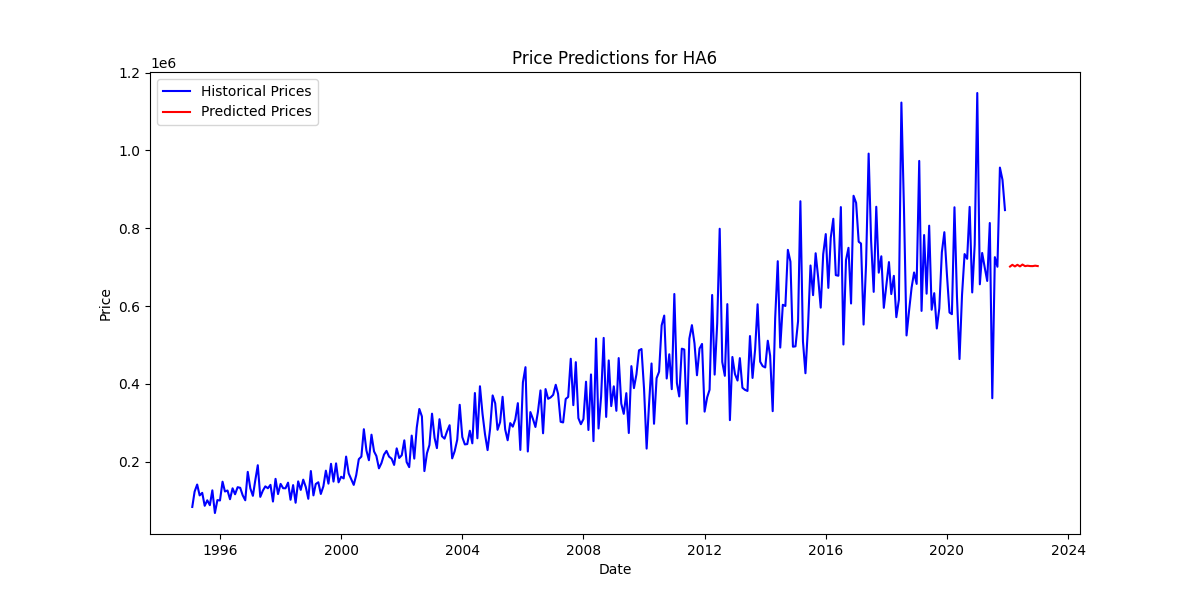 Price Predictions for HA6
1e6
Historical Prices
Predicted Prices
1.2
1.0
0.8
0.6
0.4
0.2
Price
1996 2000 2004 2008 2012 2016 2020 2024
Date